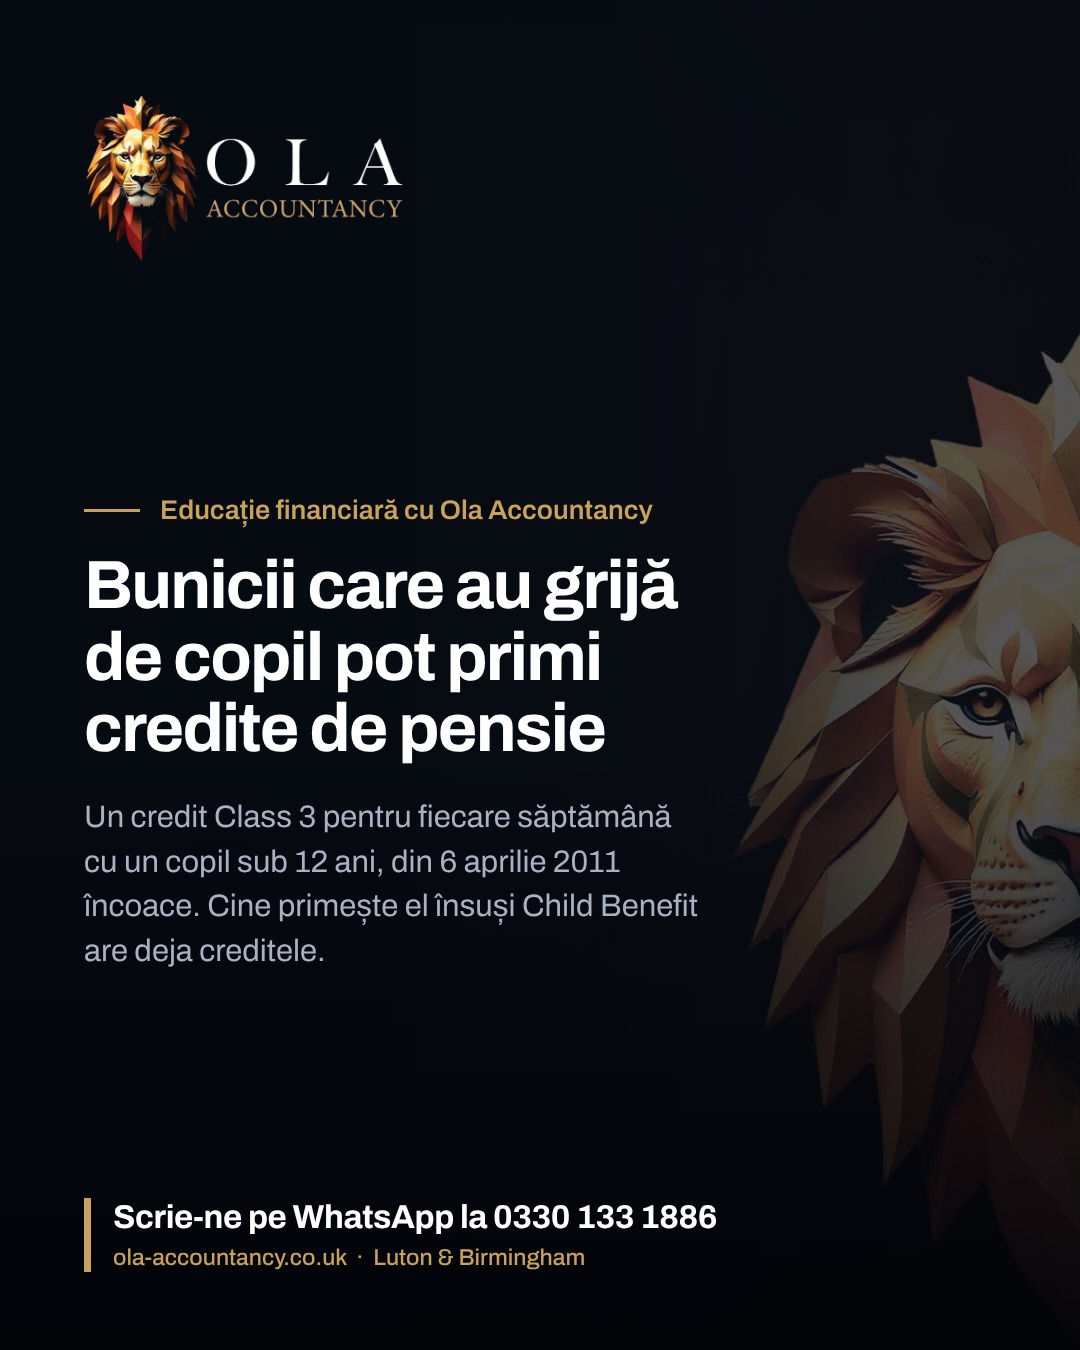 OLA
ACCOUNTANCY
Educație financiară cu Ola Accountancy
Bunicii care au grijă
de copil pot primi
credite de pensie
Un credit Class 3 pentru fiecare săptămână
cu un copil sub 12 ani, din 6 aprilie 2011
încoace. Cine primește el însuși Child Benefit
are deja creditele.
Scrie-ne pe WhatsApp la 0330 133 1886
ola-accountancy.co.uk · Luton & Birmingham